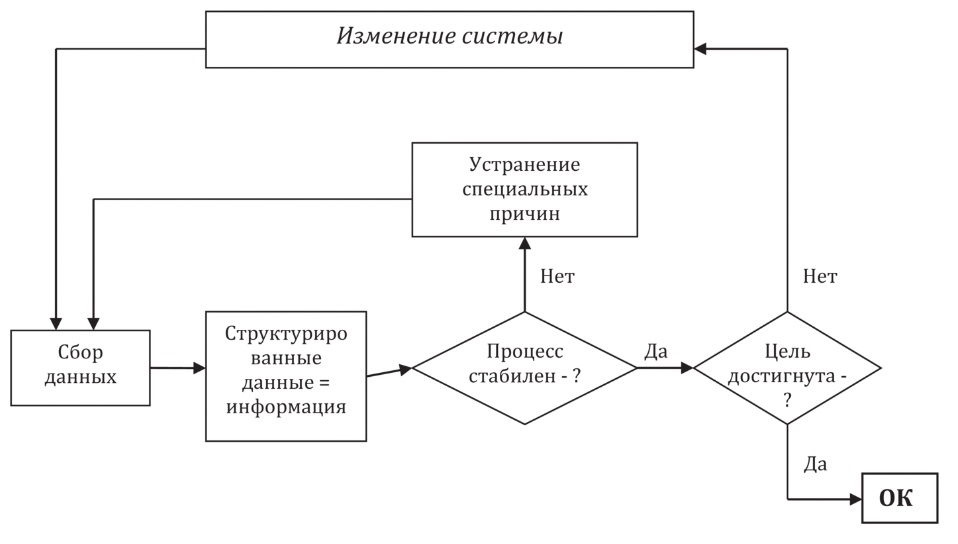 Изменение системы
Устранение
специальных
причин
Нет
Нет
Сбор
данных
Структуриро
ванные
данные =
информация
Процесс
стабилен - ?
Да
Цель
достигнута -
?
Да
ОК